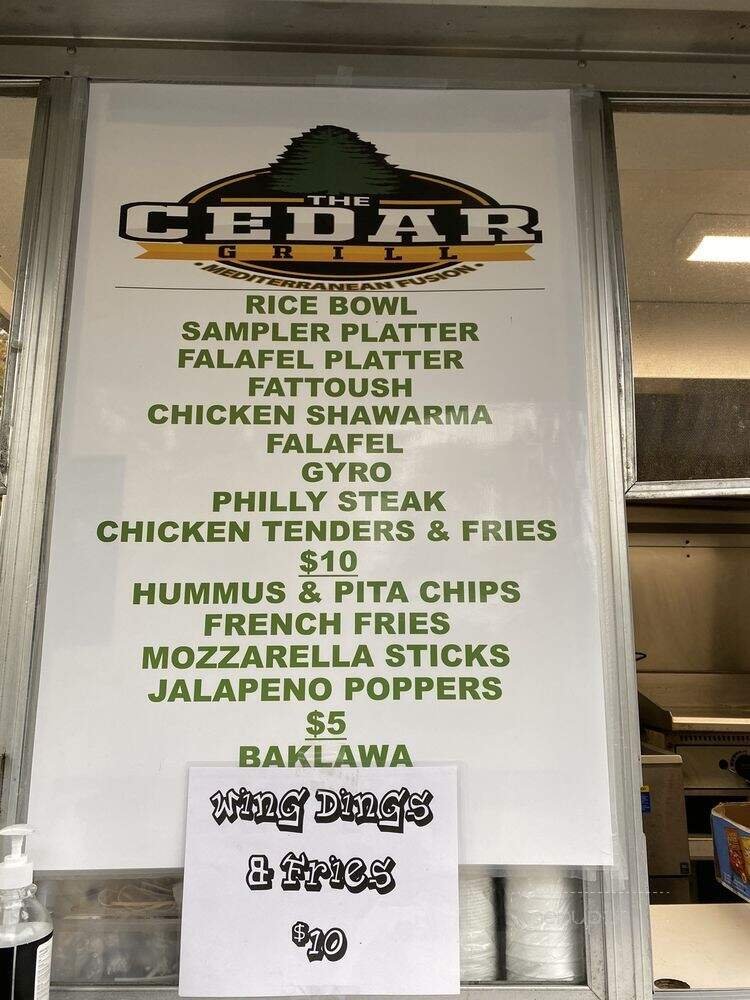 THE
CEDAR
GRILL
• MEDITERRANEAN FUSION •
RICE BOWL
SAMPLER PLATTER
FALAFEL PLATTER
FATTOUSH
CHICKEN SHAWARMA
FALAFEL
GYRO
PHILLY STEAK
CHICKEN TENDERS & FRIES
$10
HUMMUS & PITA CHIPS
FRENCH FRIES
MOZZARELLA STICKS
JALAPENO POPPERS
$5
BAKLAWA
Wing Dings
& Fries
$10